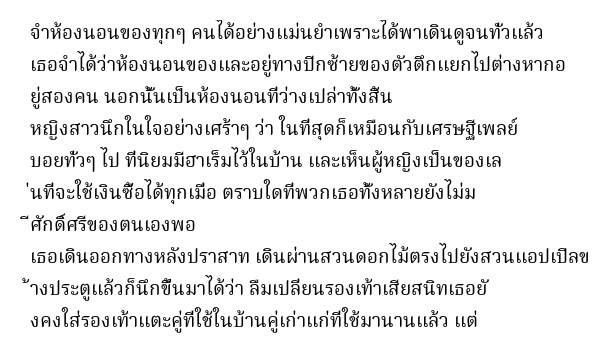 จำห้องนอนของทุกๆ คนได้อย่างแม่นยำเพราะได้พาเดินดูจนทั่วแล้ว
เธอจำได้ว่าห้องนอนของและอยู่ทางปีกซ้ายของตัวตึกแยกไปต่างหากอ
ยู่สองคน นอกนั้นเป็นห้องนอนที่ว่างเปล่าทั้งสิ้น
หญิงสาวนึกในใจอย่างเศร้าๆ ว่า ในที่สุดก็เหมือนกับเศรษฐีเพลย์
บอยทั่วๆ ไป ที่นิยมมีฮาเร็มไว้ในบ้าน และเห็นผู้หญิงเป็นของเล
่นที่จะใช้เงินซื้อได้ทุกเมื่อ ตราบใดที่พวกเธอทั้งหลายยังไม่ม
ีศักดิ์ศรีของตนเองพอ
เธอเดินออกทางหลังปราสาท เดินผ่านสวนดอกไม้ตรงไปยังสวนแอปเปิลข
้างประตูแล้วก็นึกขึ้นมาได้ว่า ลืมเปลี่ยนรองเท้าเสียสนิทเธอยั
งคงใส่รองเท้าแตะคู่ที่ใช้ในบ้านคู่เก่าแก่ที่ใช้มานานแล้ว แต่